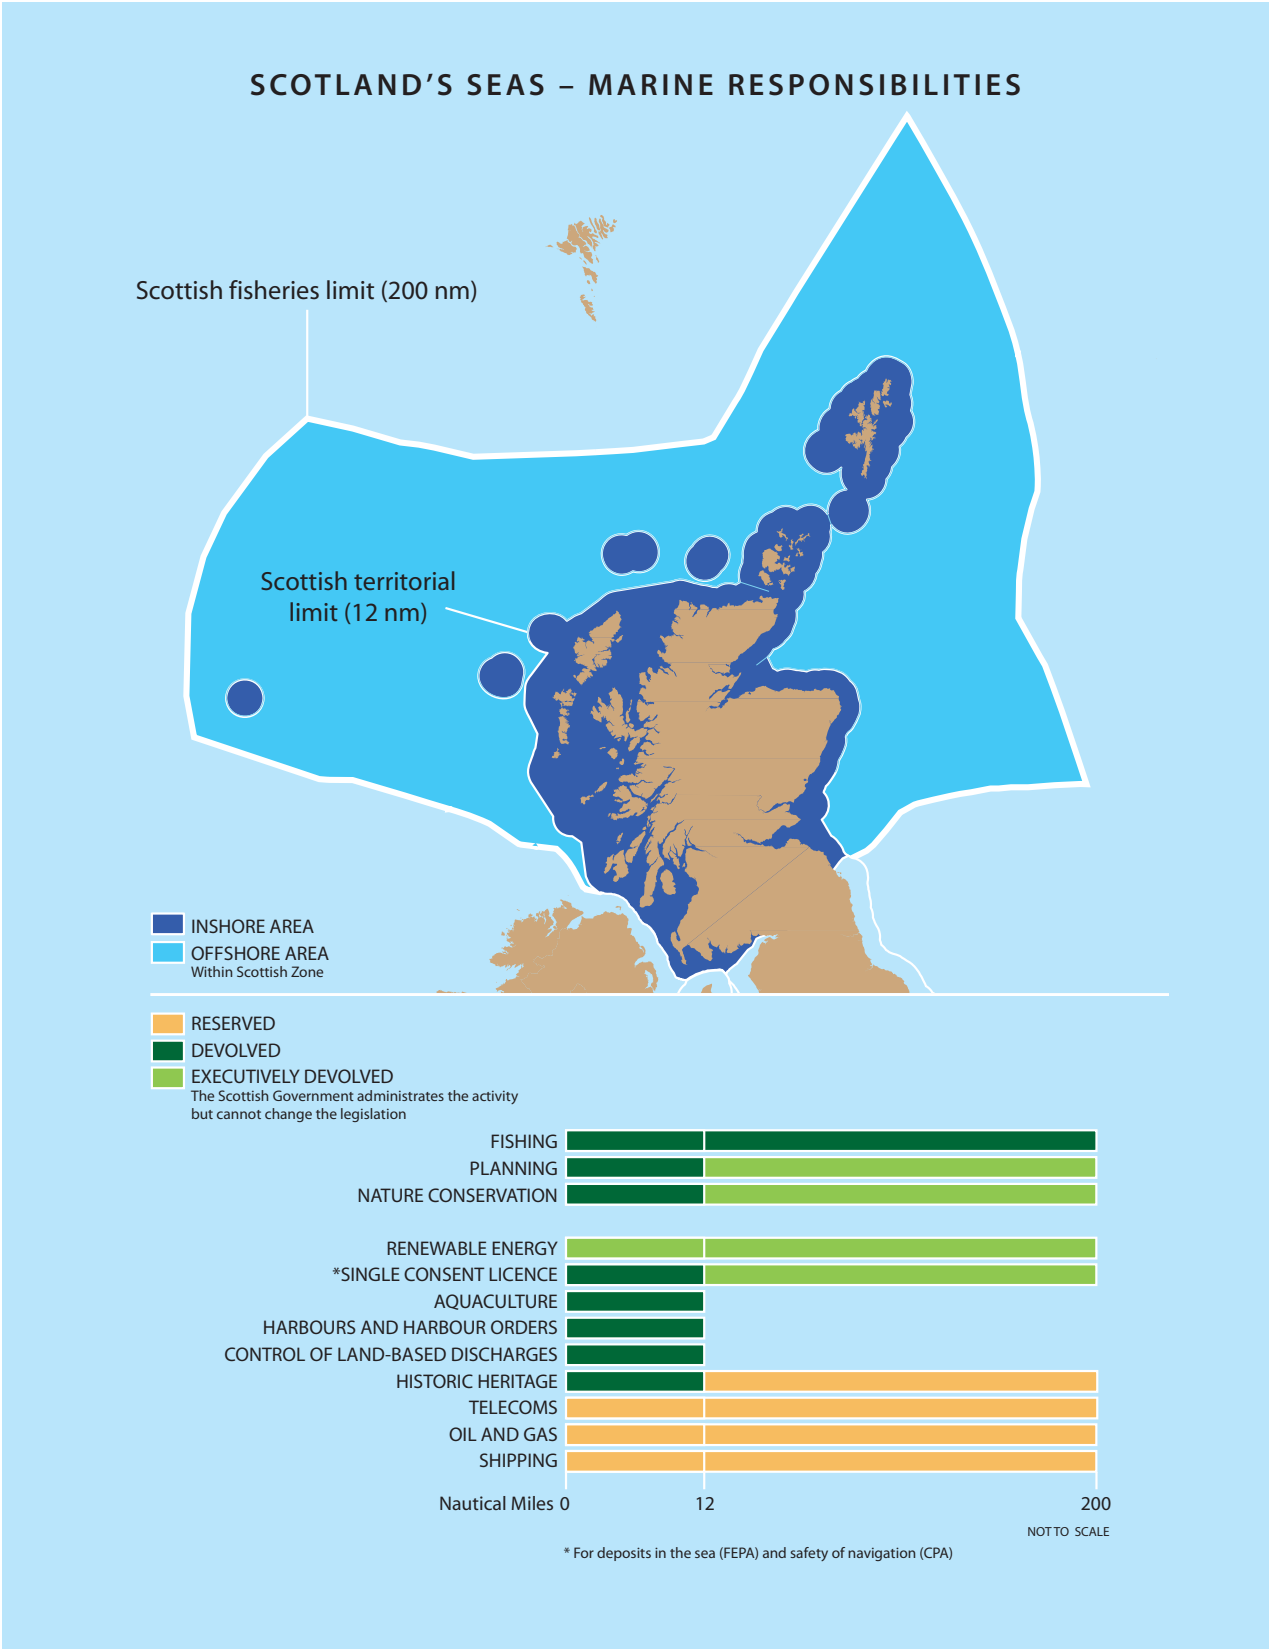 SCOTLAND'S SEAS – MARINE RESPONSIBILITIES
Scottish fisheries limit (200 nm)
Scottish territorial
limit (12 nm)
INSHORE AREA
OFFSHORE AREA
Within Scottish Zone
RESERVED
DEVOLVED
EXECUTIVELY DEVOLVED
The Scottish Government administrates the activity
but cannot change the legislation
FISHING
PLANNING
NATURE CONSERVATION
RENEWABLE ENERGY
*SINGLE CONSENT LICENCE
AQUACULTURE
HARBOURS AND HARBOUR ORDERS
CONTROL OF LAND-BASED DISCHARGES
HISTORIC HERITAGE
TELECOMS
OIL AND GAS
SHIPPING
Nautical Miles 0 12 200
NOT TO SCALE
* For deposits in the sea (FEPA) and safety of navigation (CPA)